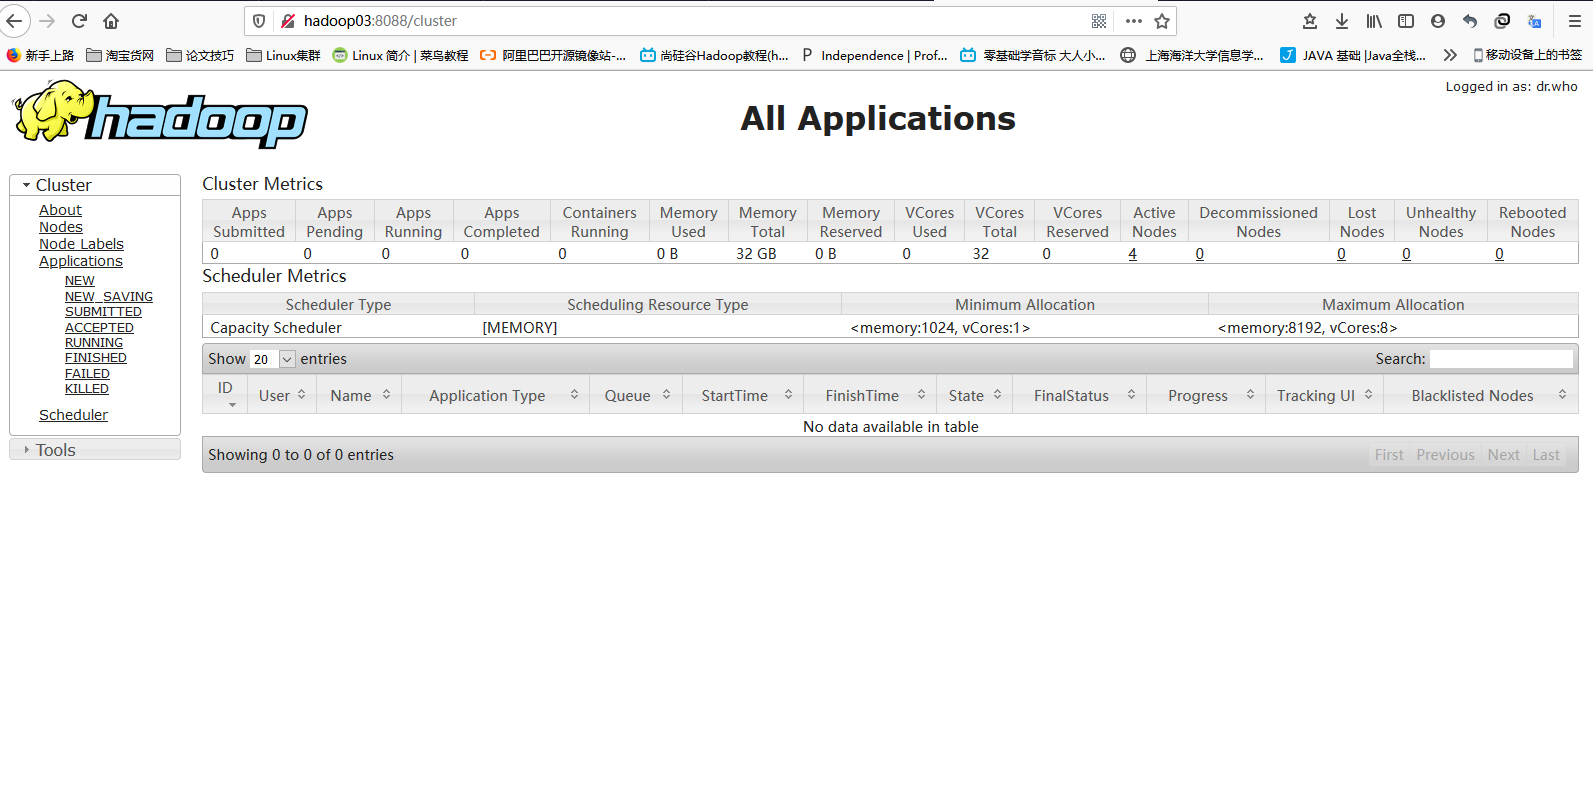 hadoop03:8088/cluster
新手上路 淘宝货网 论文技巧 Linux集群 Linux 简介 | 菜鸟教程 阿里巴巴开源镜像站-... 尚硅谷Hadoop教程(h... Independence | Prof... 零基础学音标 大人小... 上海海洋大学信息学... JAVA 基础 |Java全栈... 移动设备上的书签
Logged in as: dr.who
hadoop
All Applications
Cluster
About
Nodes
Node Labels
Applications
NEW
NEW_SAVING
SUBMITTED
ACCEPTED
RUNNING
FINISHED
FAILED
KILLED
Scheduler
Tools
Cluster Metrics
Apps Submitted Apps Pending Apps Running Apps Completed Containers Running Memory Used Memory Total Memory Reserved VCores Used VCores Total VCores Reserved Active Nodes Decommissioned Nodes Lost Nodes Unhealthy Nodes Rebooted Nodes
0 0 0 0 0 0 B 32 GB 0 B 0 32 0 4 0 0 0 0
Scheduler Metrics
Scheduler Type Scheduling Resource Type Minimum Allocation Maximum Allocation
Capacity Scheduler [MEMORY] <memory:1024, vCores:1> <memory:8192, vCores:8>
Show 20 entries Search:
ID User Name Application Type Queue StartTime FinishTime State FinalStatus Progress Tracking UI Blacklisted Nodes
No data available in table
Showing 0 to 0 of 0 entries First Previous Next Last